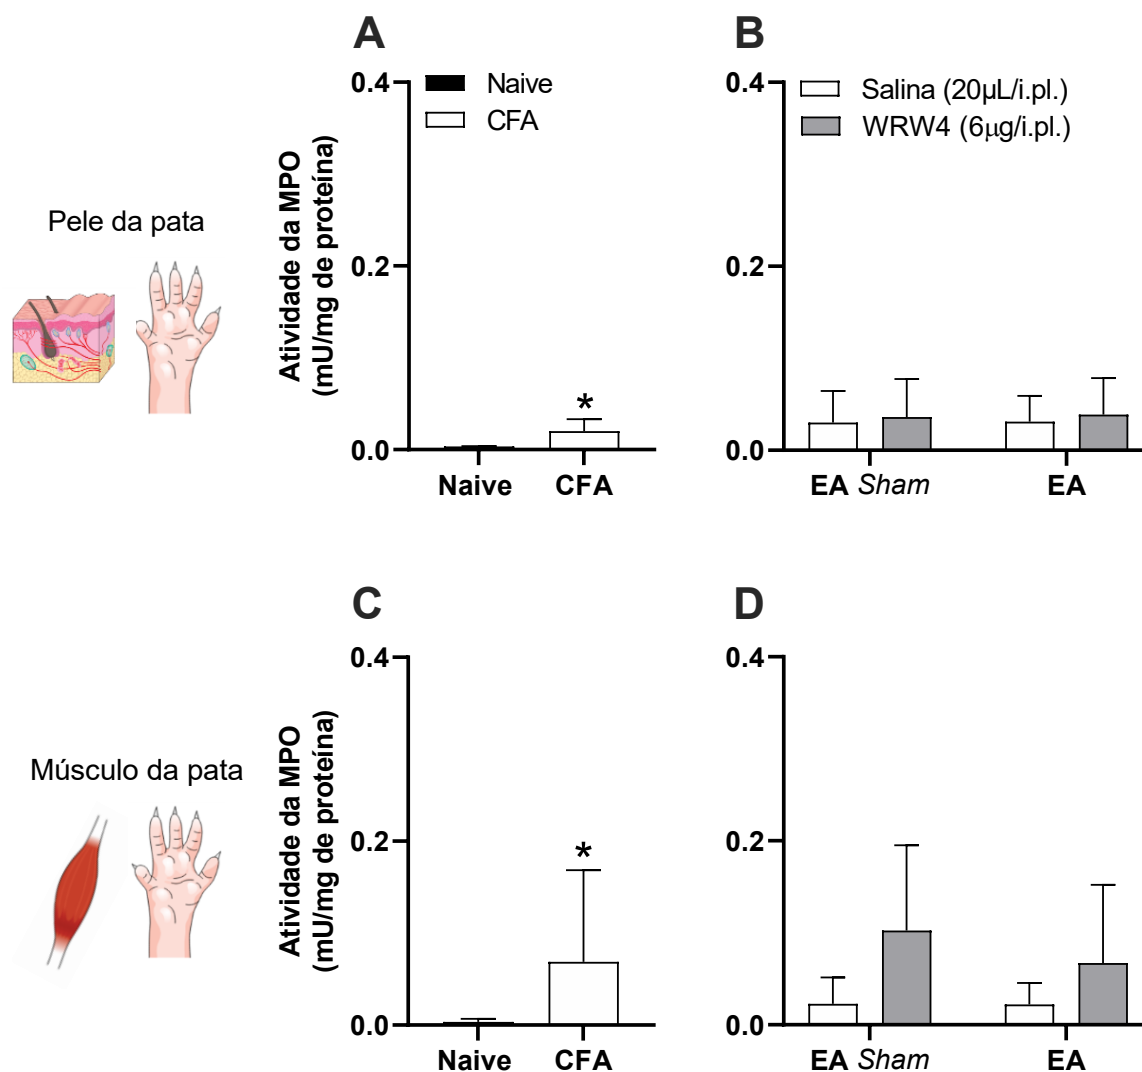 A
B
0.4
Naive
CFA
0.4
Salina (20µL/i.pl.)
WRW4 (6µg/i.pl.)
Atividade da MPO
(mU/mg de proteína)
Pele da pata
0.2
0.2
*
0.0
0.0
Naive
CFA
EA Sham
EA
C
D
0.4
0.4
Atividade da MPO
(mU/mg de proteína)
Músculo da pata
0.2
0.2
*
0.0
0.0
Naive
CFA
EA Sham
EA